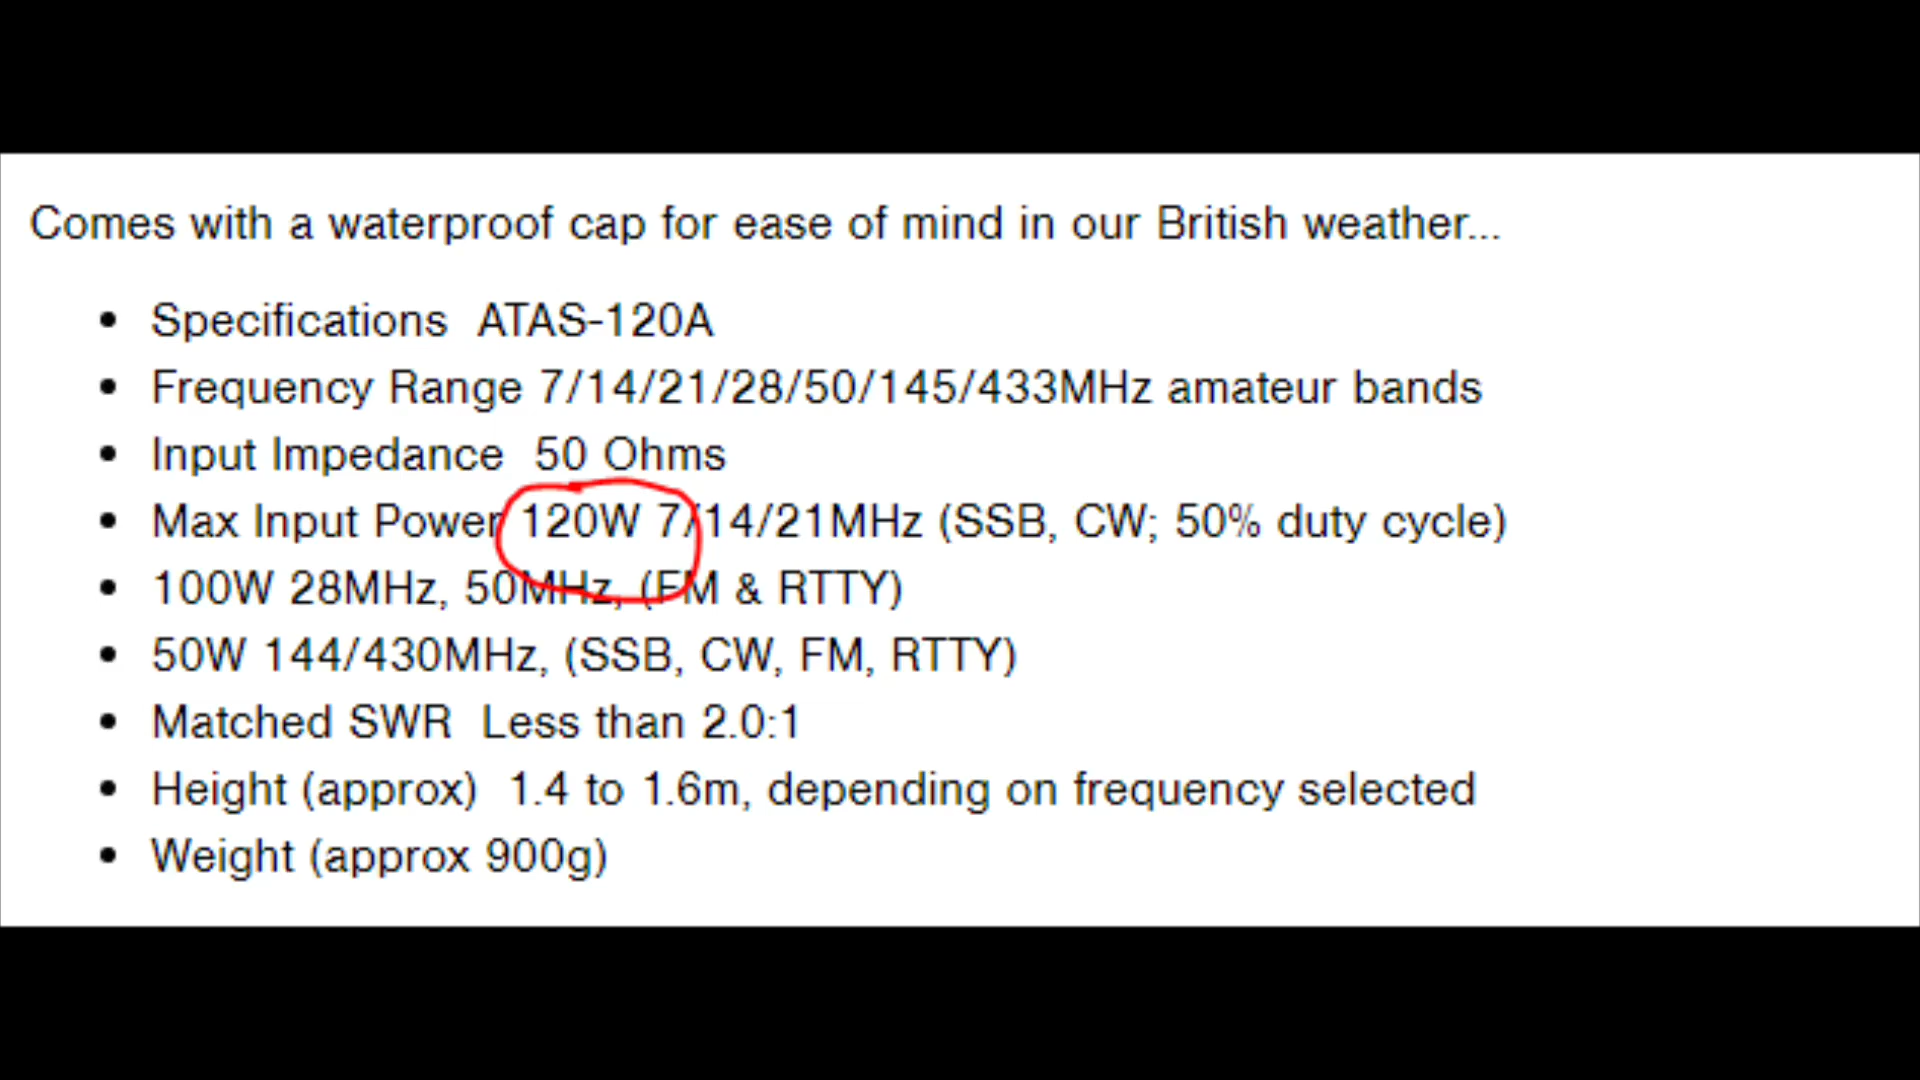 Comes with a waterproof cap for ease of mind in our British weather...
• Specifications  ATAS-120A
• Frequency Range 7/14/21/28/50/145/433MHz amateur bands
• Input Impedance  50 Ohms
• Max Input Power 120W 7/14/21MHz (SSB, CW; 50% duty cycle)
• 100W 28MHz, 50MHz, (FM & RTTY)
• 50W 144/430MHz, (SSB, CW, FM, RTTY)
• Matched SWR  Less than 2.0:1
• Height (approx)  1.4 to 1.6m, depending on frequency selected
• Weight (approx 900g)